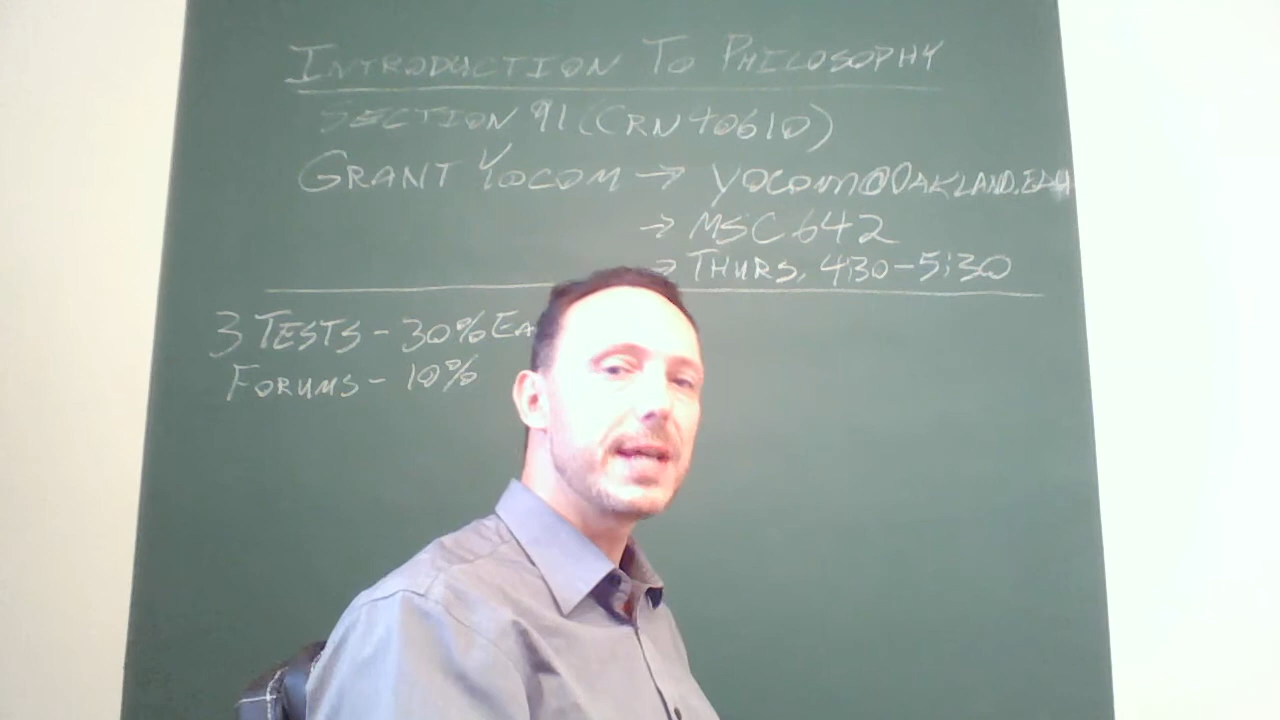 INTRODUCTION TO PHILOSOPHY
SECTION 91 (CRN 40610)
GRANT YOCOM → YOCOM@OAKLAND.EDU
→ MSC 642
→ THURS, 4:30-5:30
3 TESTS - 30% EA
FORUMS - 10%